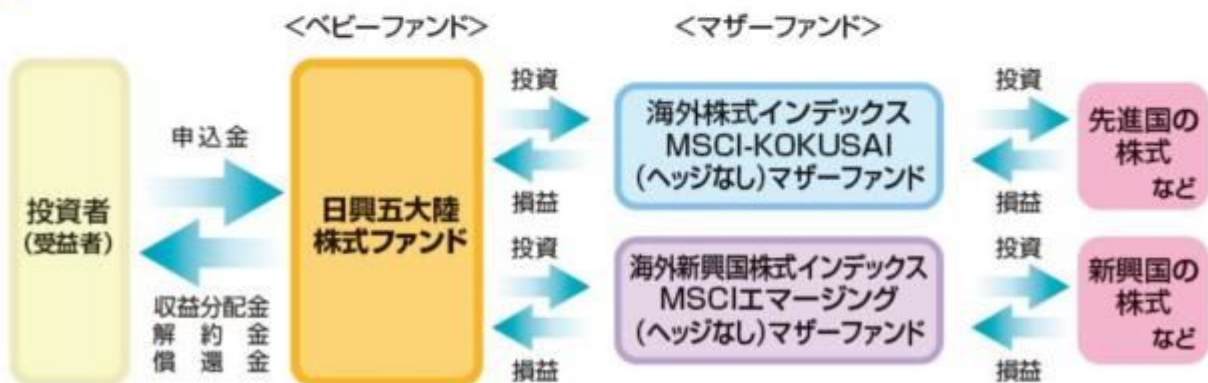 <ベビーファンド>
<マザーファンド>
投資者
(受益者)
申込金
収益分配金
解約金
償還金
日興五大陸
株式ファンド
投資
損益
海外株式インデックス
MSCI-KOKUSAI
(ヘッジなし)マザーファンド
投資
損益
先進国の
株式
など
投資
損益
海外新興国株式インデックス
MSCIエマージング
(ヘッジなし)マザーファンド
投資
損益
新興国の
株式
など